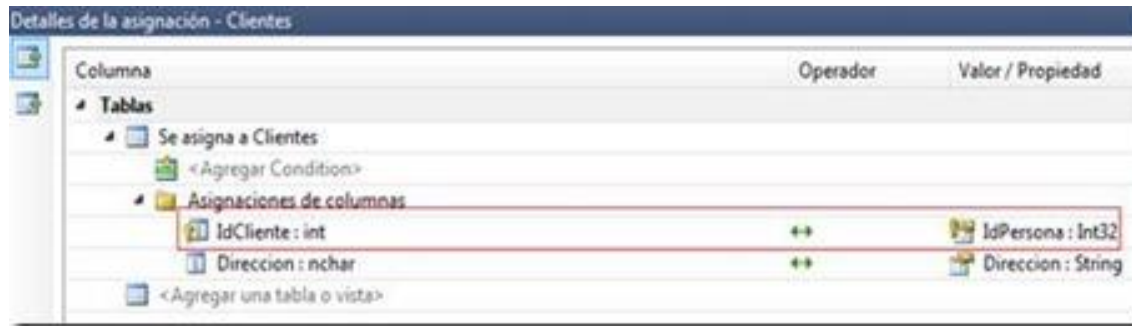 Detalles de la asignación - Clientes
Columna Operador Valor / Propiedad
Tablas
Se asigna a Clientes
<Agregar Condition>
Asignaciones de columnas
IdCliente : int IdPersona : Int32
Direccion : nchar Direccion : String
<Agregar una tabla o vista>